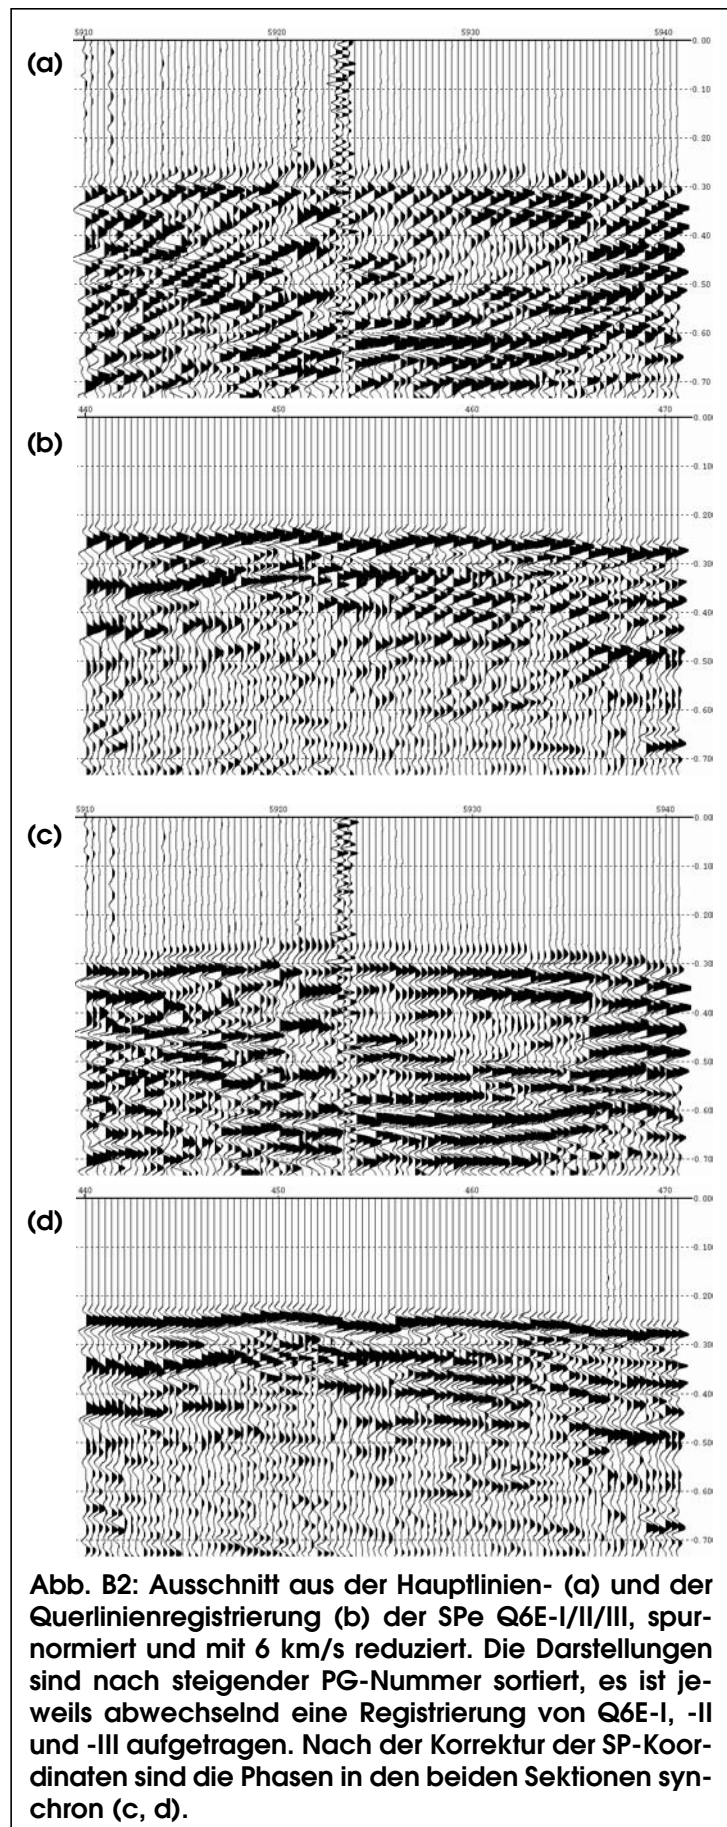 5910 5920 5930 5940
(a)
0.00
0.10
0.20
0.30
0.40
0.50
0.60
0.70
440 450 460 470
(b)
0.00
0.10
0.20
0.30
0.40
0.50
0.60
0.70
5910 5920 5930 5940
(c)
0.00
0.10
0.20
0.30
0.40
0.50
0.60
0.70
440 450 460 470
(d)
0.00
0.10
0.20
0.30
0.40
0.50
0.60
0.70
Abb. B2: Ausschnitt aus der Hauptlinien- (a) und der
Querlinienregistrierung (b) der SPe Q6E-I/II/III, spur-
normiert und mit 6 km/s reduziert. Die Darstellungen
sind nach steigender PG-Nummer sortiert, es ist je-
weils abwechselnd eine Registrierung von Q6E-I, -II
und -III aufgetragen. Nach der Korrektur der SP-Koor-
dinaten sind die Phasen in den beiden Sektionen syn-
chron (c, d).